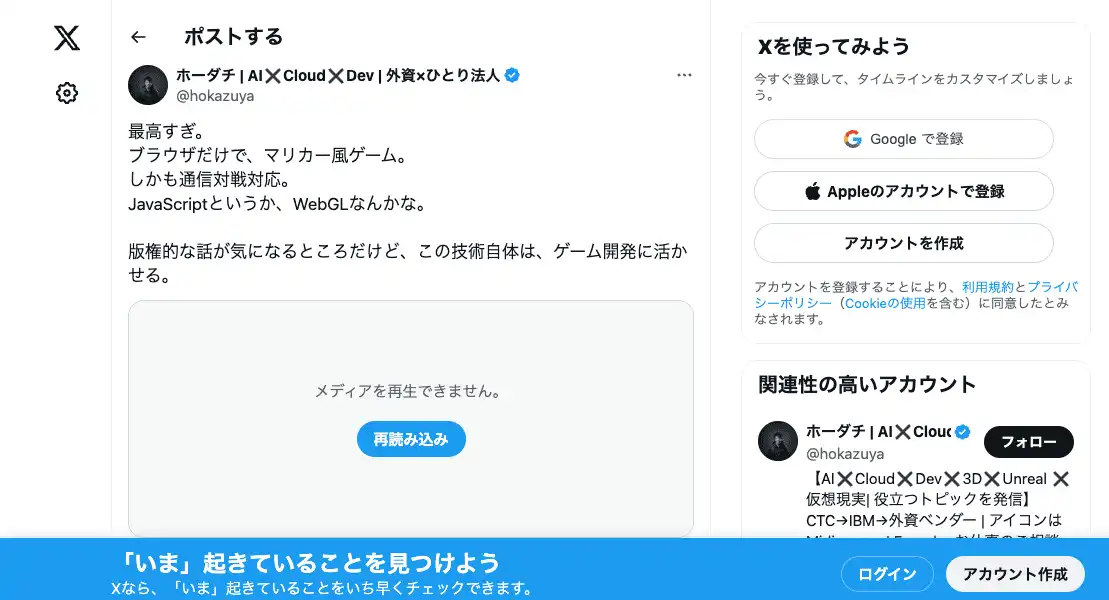 ポストする
ホーダチ | AI❌Cloud❌Dev | 外資×ひとり法人
@hokazuya
最高すぎ。
ブラウザだけで、マリカー風ゲーム。
しかも通信対戦対応。
JavaScriptというか、WebGLなんかな。
版権的な話が気になるところだけど、この技術自体は、ゲーム開発に活か
せる。
メディアを再生できません。
再読み込み
Xを使ってみよう
今すぐ登録して、タイムラインをカスタマイズしましょ
う。
Google で登録
Appleのアカウントで登録
アカウントを作成
アカウントを登録することにより、利用規約とプライバ
シーポリシー（Cookieの使用を含む）に同意したとみ
なされます。
関連性の高いアカウント
ホーダチ | AI❌Cloud
@hokazuya
フォロー
【AI❌Cloud❌Dev❌3D❌Unreal ❌
仮想現実| 役立つトピックを発信】
CTC→IBM→外資ベンダー | アイコンは
「いま」起きていることを見つけよう
Xなら、「いま」起きていることをいち早くチェックできます。
ログイン
アカウント作成